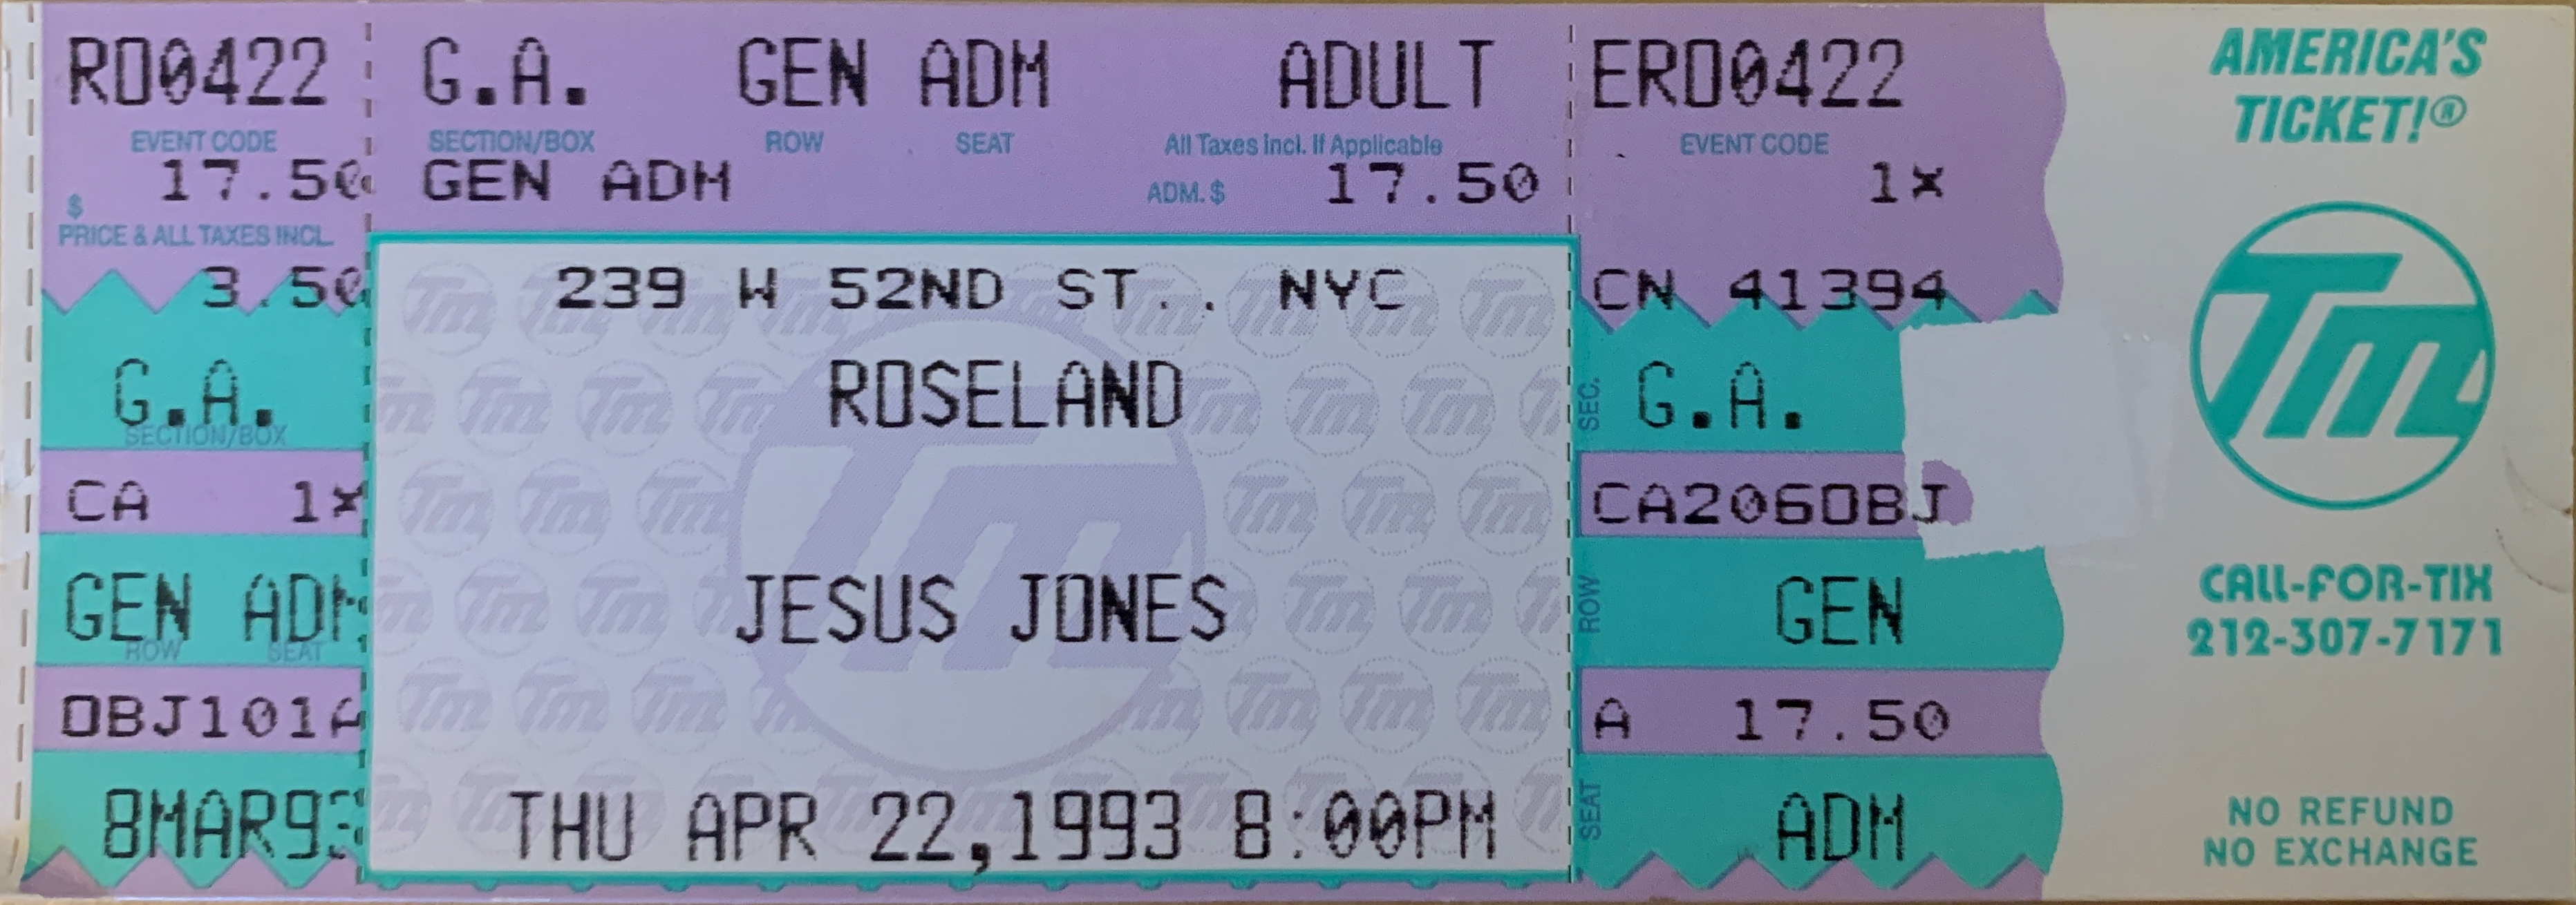 RO0422
EVENT CODE
17.50
$
PRICE & ALL TAXES INCL.
3.50
G.A.
SECTION/BOX
CA 1x
GEN ADM
ROW SEAT
OBJ101A
8MAR93
G.A. GEN ADM ADULT
SECTION/BOX ROW SEAT All Taxes Incl. If Applicable
GEN ADM ADM. $ 17.50
239 W 52ND ST.. NYC
ROSELAND
JESUS JONES
THU APR 22,1993 8:00PM
ERO0422
EVENT CODE
1x
CN 41394
SEC. G.A.
CA206OBJ
ROW GEN
A 17.50
SEAT ADM
AMERICA'S
TICKET!®
Tm
CALL-FOR-TIX
212-307-7171
NO REFUND
NO EXCHANGE